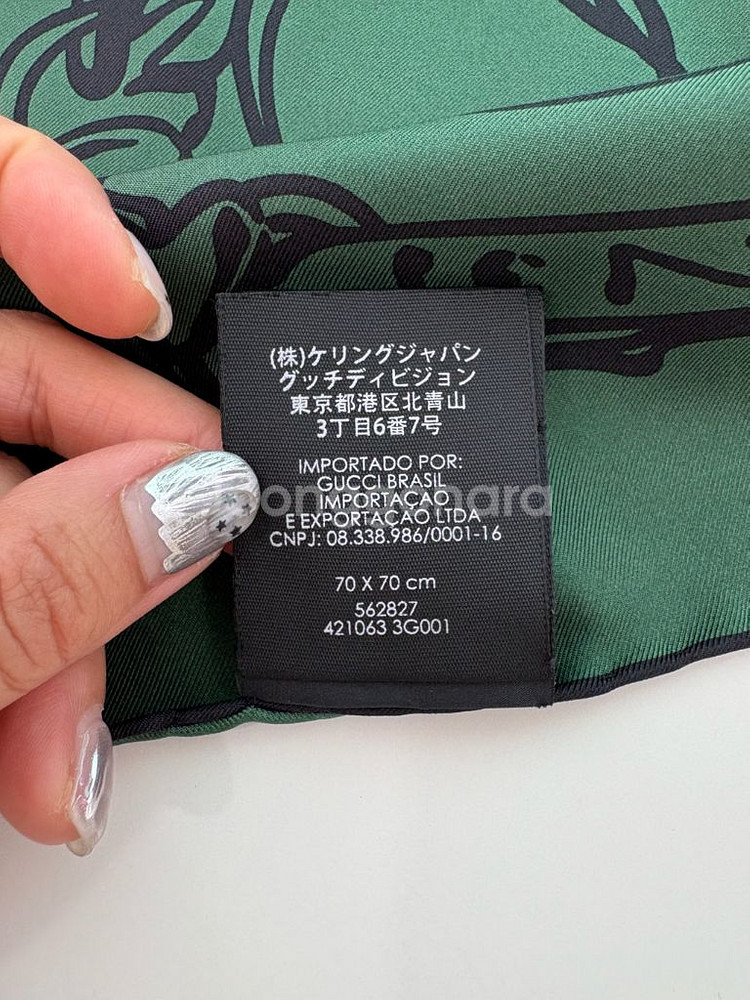 (株)ケリングジャパン
グッチディビジョン
東京都港区北青山
3丁目6番7号
IMPORTADO POR:
GUCCI BRASIL
IMPORTAÇAO
E EXPORTAÇAO LTDA
CNPJ: 08.338.986/0001-16
70 X 70 cm
562827
421063 3G001